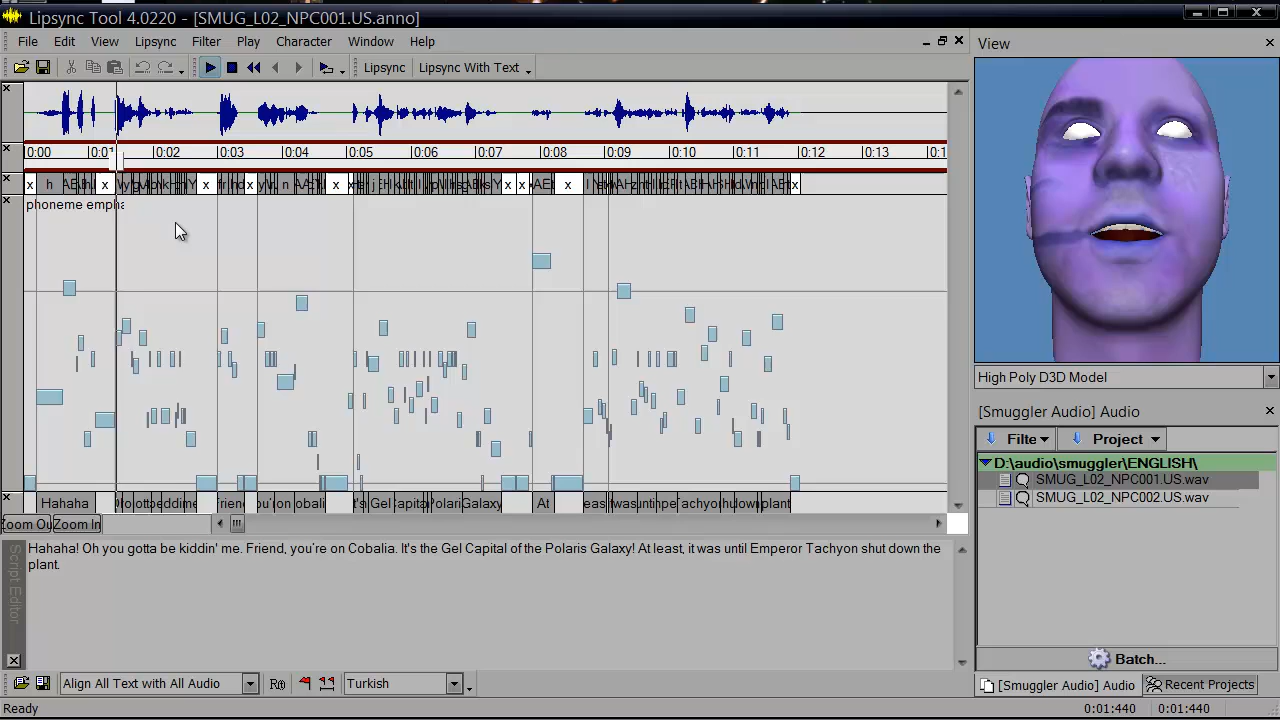 Lipsync Tool 4.0220 - [SMUG_L02_NPC001.US.anno]
File Edit View Lipsync Filter Play Character Window Help
Lipsync Lipsync With Text
0:00 0:01 0:02 0:03 0:04 0:05 0:06 0:07 0:08 0:09 0:10 0:11 0:12 0:13
phoneme empha
Hahaha At
Zoom Ou Zoom In
Script Editor
Hahaha! Oh you gotta be kiddin' me. Friend, you're on Cobalia. It's the Gel Capital of the Polaris Galaxy! At least, it was until Emperor Tachyon shut down the
plant.
Align All Text with All Audio Turkish
Ready 0:01:440 0:01:440
View
High Poly D3D Model
[Smuggler Audio] Audio
Filte Project
D:\audio\smuggler\ENGLISH\
SMUG_L02_NPC001.US.wav
SMUG_L02_NPC002.US.wav
Batch...
[Smuggler Audio] Audio Recent Projects